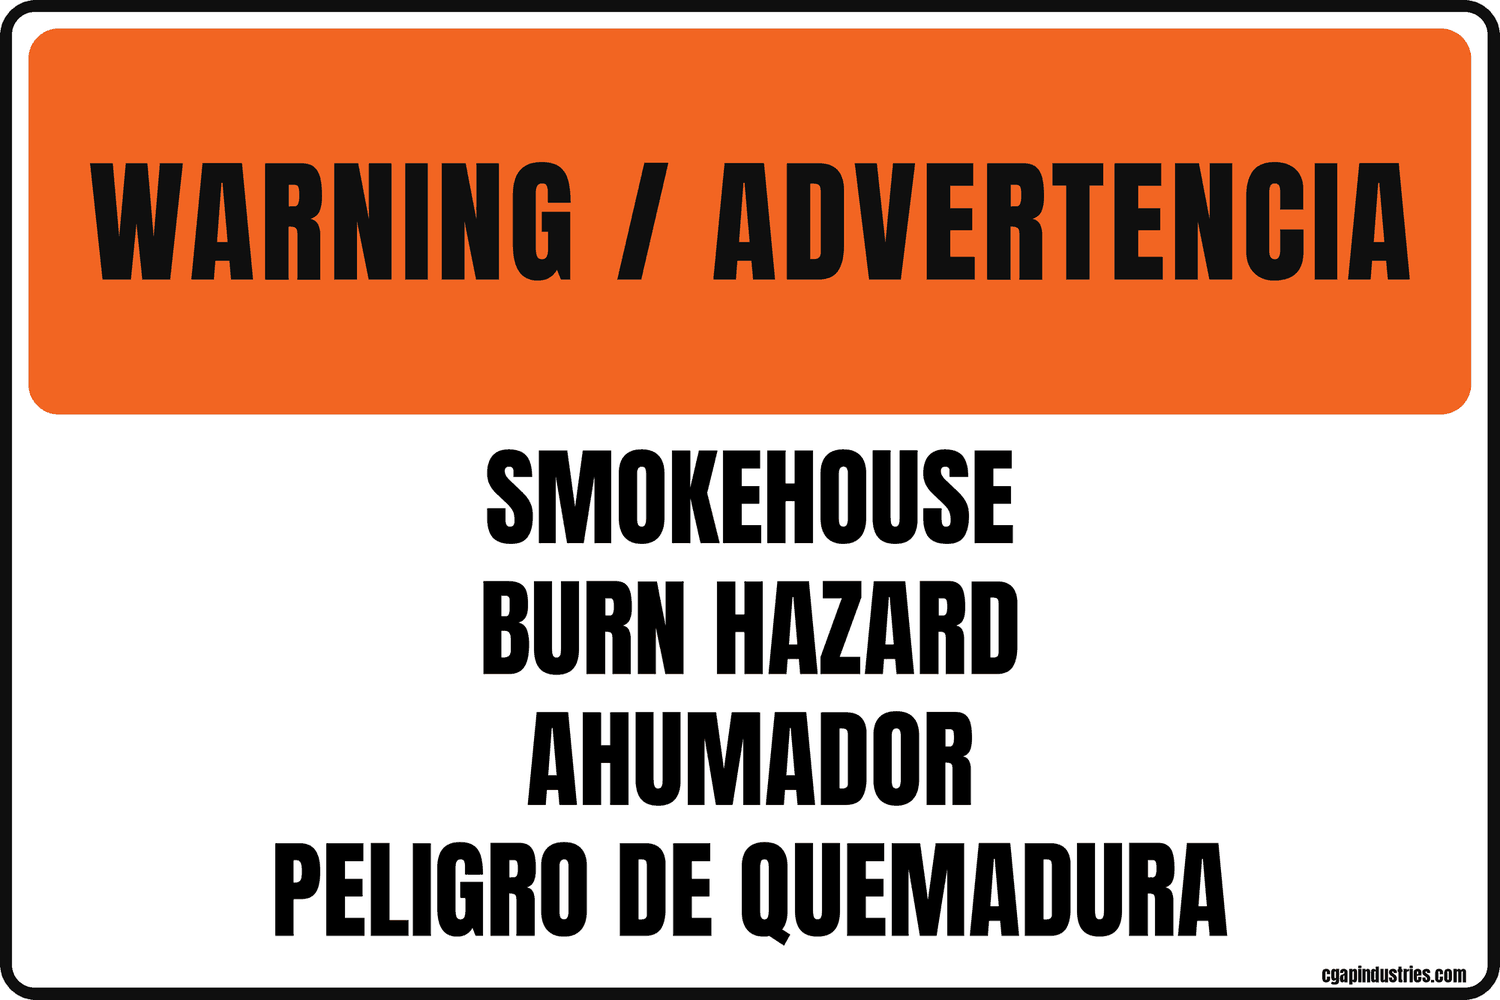 WARNING / ADVERTENCIA
SMOKEHOUSE
BURN HAZARD
AHUMADOR
PELIGRO DE QUEMADURA
cgapindustries.com